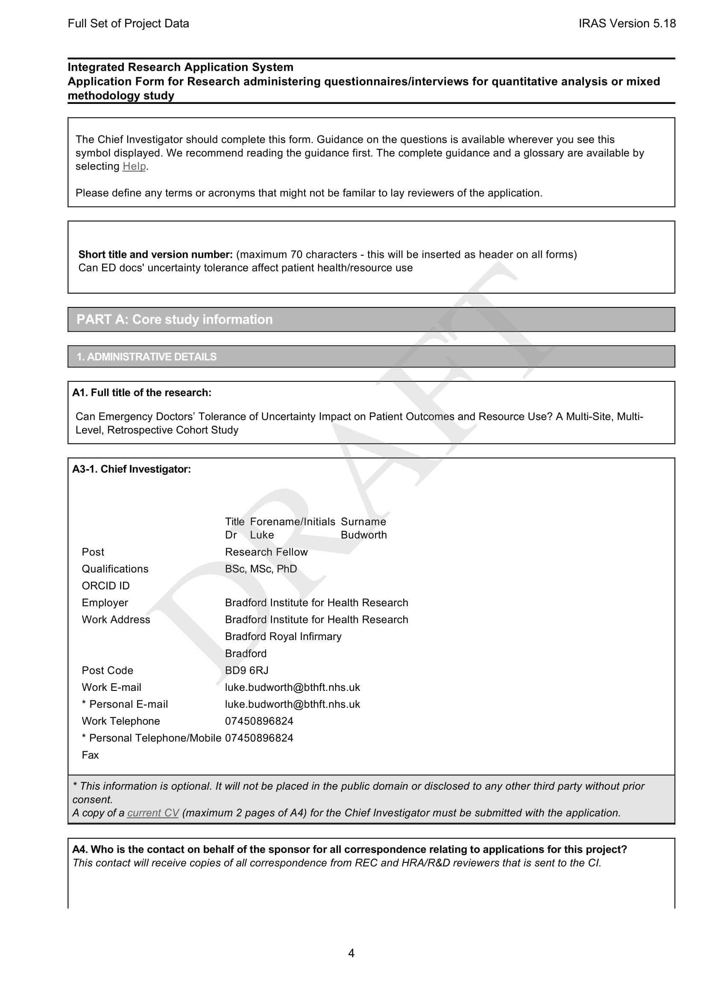 Full Set of Project Data
IRAS Version 5.18
Integrated Research Application System
Application Form for Research administering questionnaires/interviews for quantitative analysis or mixed
methodology study
The Chief Investigator should complete this form. Guidance on the questions is available wherever you see this
symbol displayed. We recommend reading the guidance first. The complete guidance and a glossary are available by
selecting Help.
Please define any terms or acronyms that might not be familar to lay reviewers of the application.
Short title and version number: (maximum 70 characters - this will be inserted as header on all forms)
Can ED docs' uncertainty tolerance affect patient health/resource use
PART A: Core study information
1. ADMINISTRATIVE DETAILS
A1. Full title of the research:
Can Emergency Doctors’ Tolerance of Uncertainty Impact on Patient Outcomes and Resource Use? A Multi-Site, Multi-
Level, Retrospective Cohort Study
A3-1. Chief Investigator:
Title Forename/Initials Surname
Dr Luke Budworth
Post Research Fellow
Qualifications BSc, MSc, PhD
ORCID ID
Employer Bradford Institute for Health Research
Work Address Bradford Institute for Health Research
Bradford Royal Infirmary
Bradford
Post Code BD9 6RJ
Work E-mail luke.budworth@bthft.nhs.uk
* Personal E-mail luke.budworth@bthft.nhs.uk
Work Telephone 07450896824
* Personal Telephone/Mobile 07450896824
Fax
* This information is optional. It will not be placed in the public domain or disclosed to any other third party without prior
consent.
A copy of a current CV (maximum 2 pages of A4) for the Chief Investigator must be submitted with the application.
A4. Who is the contact on behalf of the sponsor for all correspondence relating to applications for this project?
This contact will receive copies of all correspondence from REC and HRA/R&D reviewers that is sent to the CI.
4
DRAFT